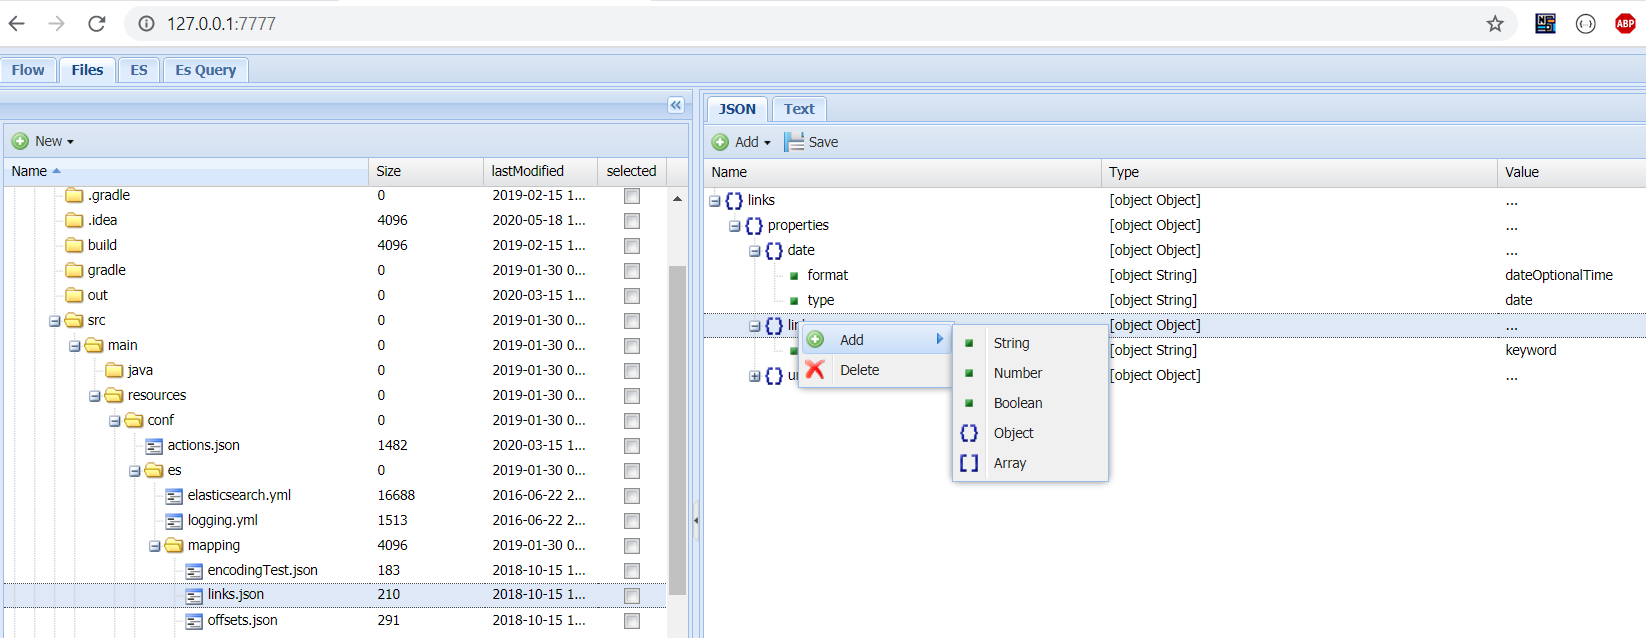 127.0.0.1:7777
ABP
Flow Files ES Es Query
New
Name Size lastModified selected
.gradle 0 2019-02-15 1...
.idea 4096 2020-05-18 1...
build 4096 2019-02-15 1...
gradle 0 2019-01-30 0...
out 0 2020-03-15 1...
src 0 2019-01-30 0...
main 0 2019-01-30 0...
java 0 2019-01-30 0...
resources 0 2019-01-30 0...
conf 0 2019-01-30 0...
actions.json 1482 2020-03-15 1...
es 0 2019-01-30 0...
elasticsearch.yml 16688 2016-06-22 2...
logging.yml 1513 2016-06-22 2...
mapping 4096 2019-01-30 0...
encodingTest.json 183 2018-10-15 1...
links.json 210 2018-10-15 1...
offsets.json 291 2018-10-15 1...
JSON Text
Add Save
Name Type Value
links [object Object] ...
properties [object Object] ...
date [object Object] ...
format [object String] dateOptionalTime
type [object String] date
[object Object] ...
[object String] keyword
[object Object] ...
Add
Delete
String
Number
Boolean
Object
Array